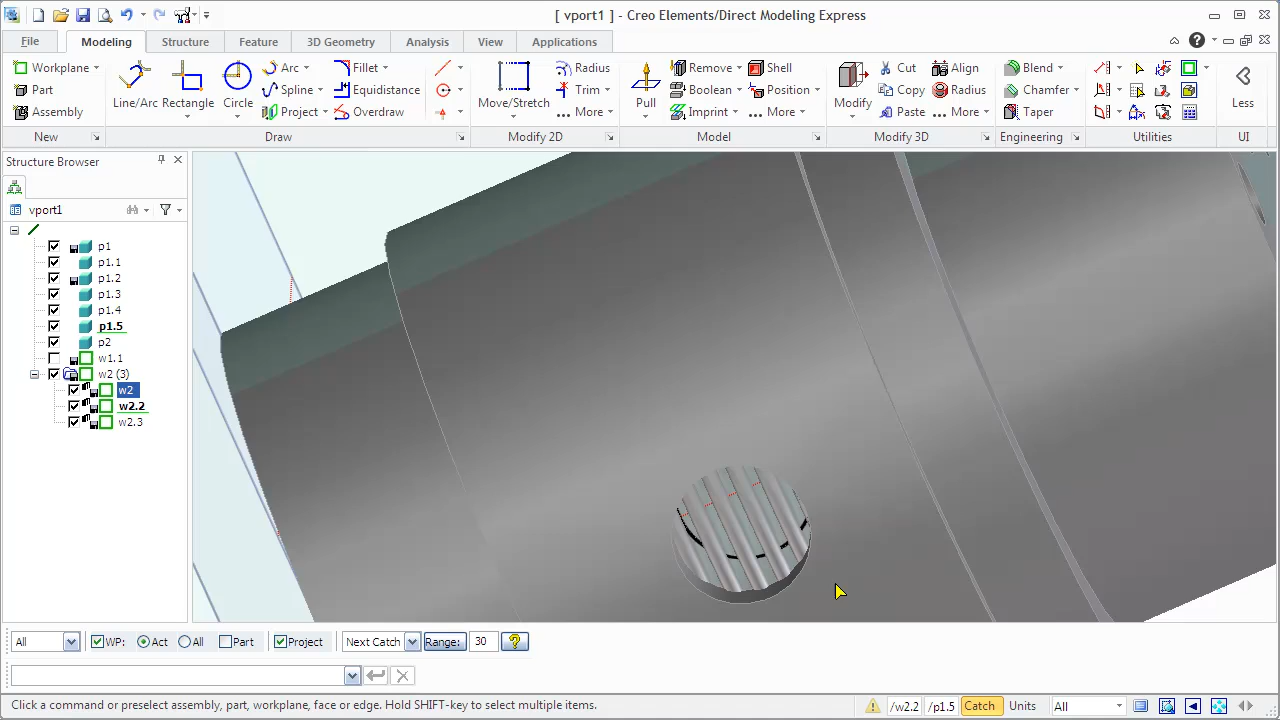 [ vport1 ] - Creo Elements/Direct Modeling Express
File Modeling Structure Feature 3D Geometry Analysis View Applications
Workplane Arc Fillet Radius Remove Shell Cut Align Blend
Part Line/Arc Rectangle Circle Spline Equidistance Move/Stretch Trim Pull Boolean Position Modify Copy Radius Chamfer Less
Assembly Project Overdraw More Imprint More Paste More Taper
New Draw Modify 2D Model Modify 3D Engineering Utilities UI
Structure Browser
vport1
p1
p1.1
p1.2
p1.3
p1.4
p1.5
p2
w1.1
w2 (3)
w2
w2.2
w2.3
All WP: Act All Part Project Next Catch Range: 30
Click a command or preselect assembly, part, workplane, face or edge. Hold SHIFT-key to select multiple items. /w2.2 /p1.5 Catch Units All